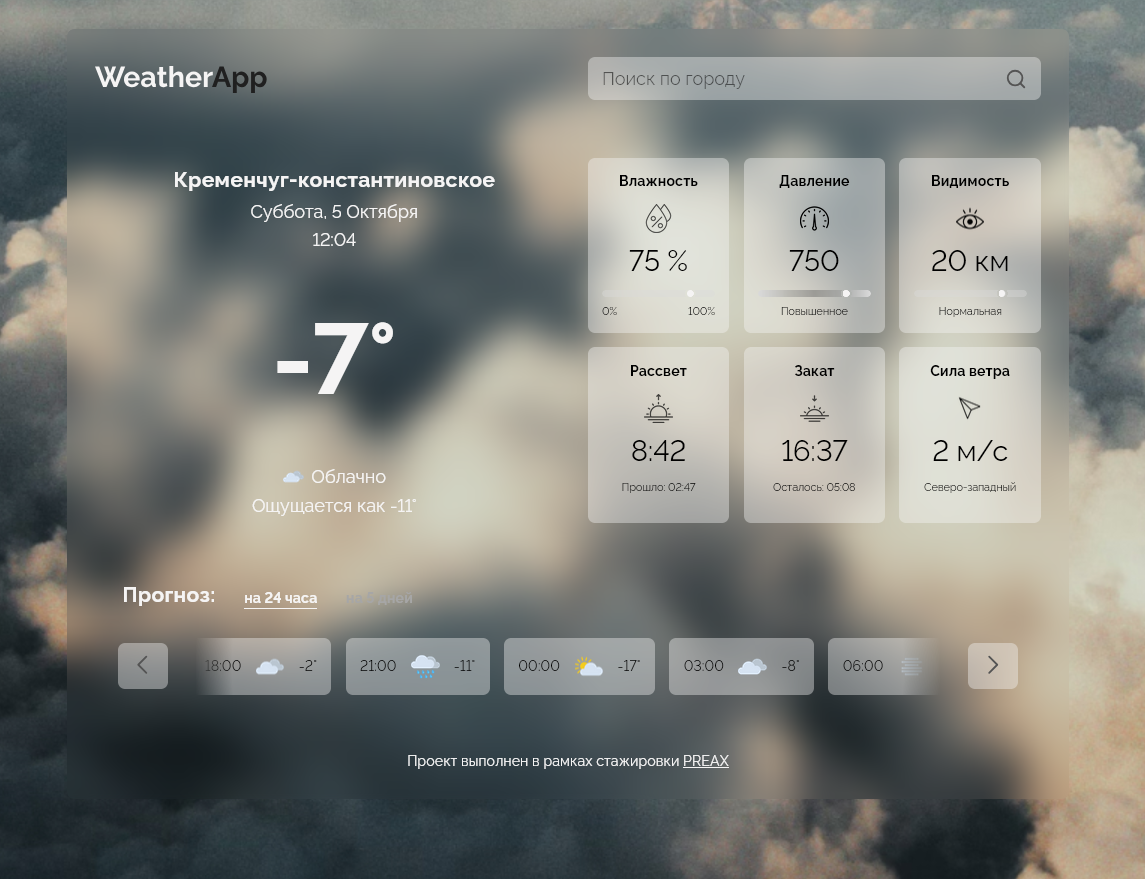 WeatherApp
Поиск по городу
Кременчуг-константиновское
Суббота, 5 Октября
12:04
-7°
Облачно
Ощущается как -11°
Влажность
75 %
0% 100%
Давление
750
Повышенное
Видимость
20 км
Нормальная
Рассвет
8:42
Прошло: 02:47
Закат
16:37
Осталось: 05:08
Сила ветра
2 м/с
Северо-западный
Прогноз: на 24 часа на 5 дней
18:00 -2° 21:00 -11° 00:00 -17° 03:00 -8° 06:00
Проект выполнен в рамках стажировки PREAX